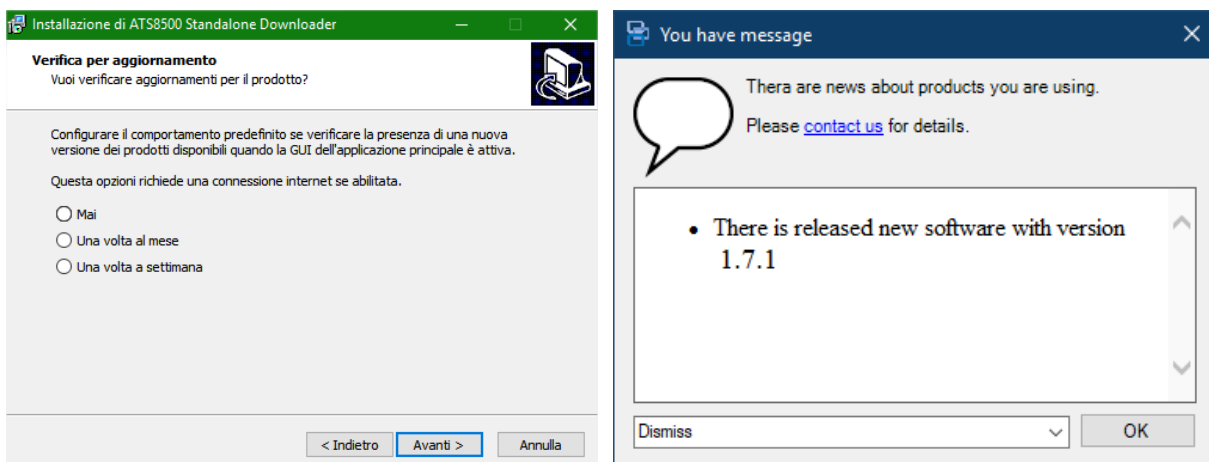 Installazione di ATS8500 Standalone Downloader
Verifica per aggiornamento
Vuoi verificare aggiornamenti per il prodotto?
Configurare il comportamento predefinito se verificare la presenza di una nuova
versione dei prodotti disponibili quando la GUI dell'applicazione principale è attiva.
Questa opzioni richiede una connessione internet se abilitata.
Mai
Una volta al mese
Una volta a settimana
< Indietro
Avanti >
Annulla
You have message
Thera are news about products you are using.
Please contact us for details.
• There is released new software with version
1.7.1
Dismiss
OK